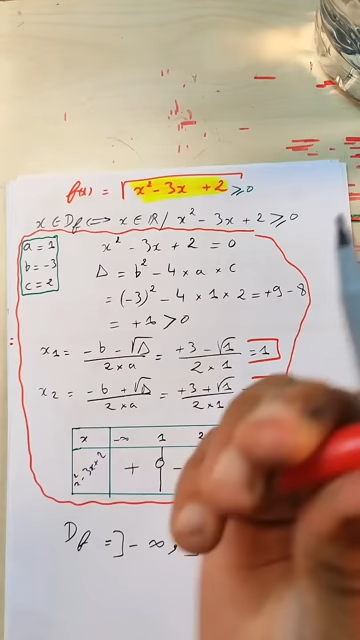 f(x) = √x² - 3x + 2 ≥ 0
x ∈ Df ⟺ x ∈ ℝ / x² - 3x + 2 ≥ 0
a = 1
b = -3
c = 2
x² - 3x + 2 = 0
Δ = b² - 4 × a × c
= (-3)² - 4 × 1 × 2 = +9 - 8
= +1 > 0
x₁ = (-b - √Δ)/(2 × a) = (+3 - √1)/(2 × 1) = 1
x₂ = (-b + √Δ)/(2 × a) = (+3 + √1)/(2 × 1)
x -∞ 1 2
x² - 3x + 2 + 0 -
Df = ]-∞,